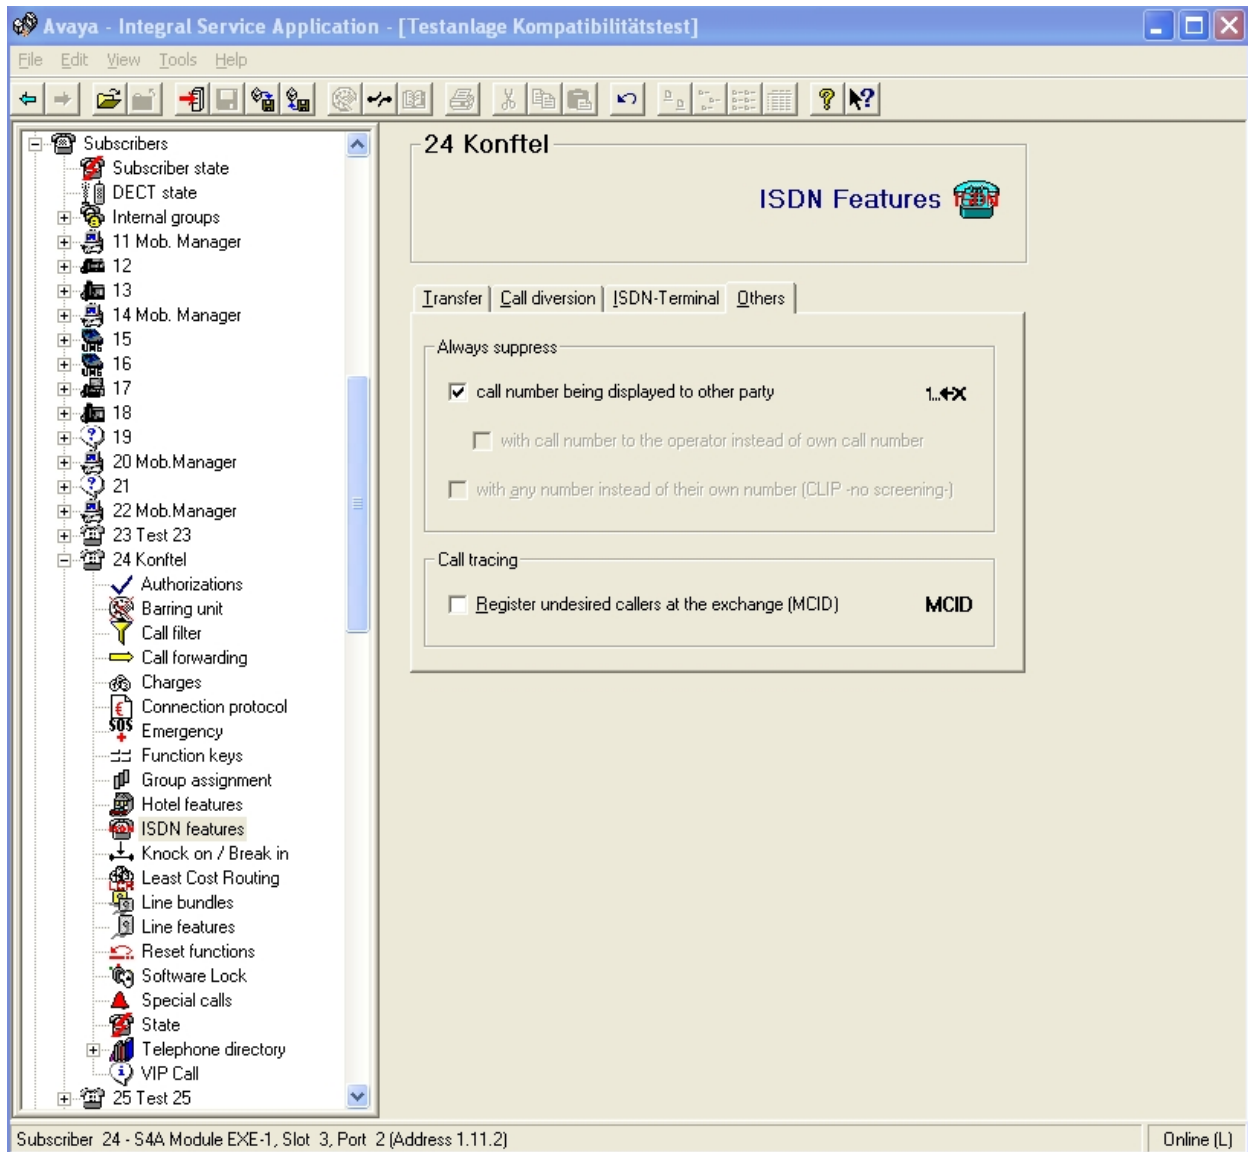 Avaya - Integral Service Application - [Testanlage Kompatibilitätstest]
File Edit View Tools Help
Subscribers
Subscriber state
DECT state
Internal groups
11 Mob. Manager
12
13
14 Mob. Manager
15
16
17
18
19
20 Mob.Manager
21
22 Mob.Manager
23 Test 23
24 Konftel
Authorizations
Barring unit
Call filter
Call forwarding
Charges
Connection protocol
SOS Emergency
Function keys
Group assignment
Hotel features
ISDN features
Knock on / Break in
Least Cost Routing
Line bundles
Line features
Reset functions
Software Lock
Special calls
State
Telephone directory
VIP Call
25 Test 25
24 Konftel
ISDN Features
Transfer Call diversion ISDN-Terminal Others
Always suppress
call number being displayed to other party
with call number to the operator instead of own call number
with any number instead of their own number (CLIP -no screening-)
Call tracing
Register undesired callers at the exchange (MCID) MCID
Subscriber 24 - S4A Module EXE-1, Slot 3, Port 2 (Address 1.11.2) Online (L)